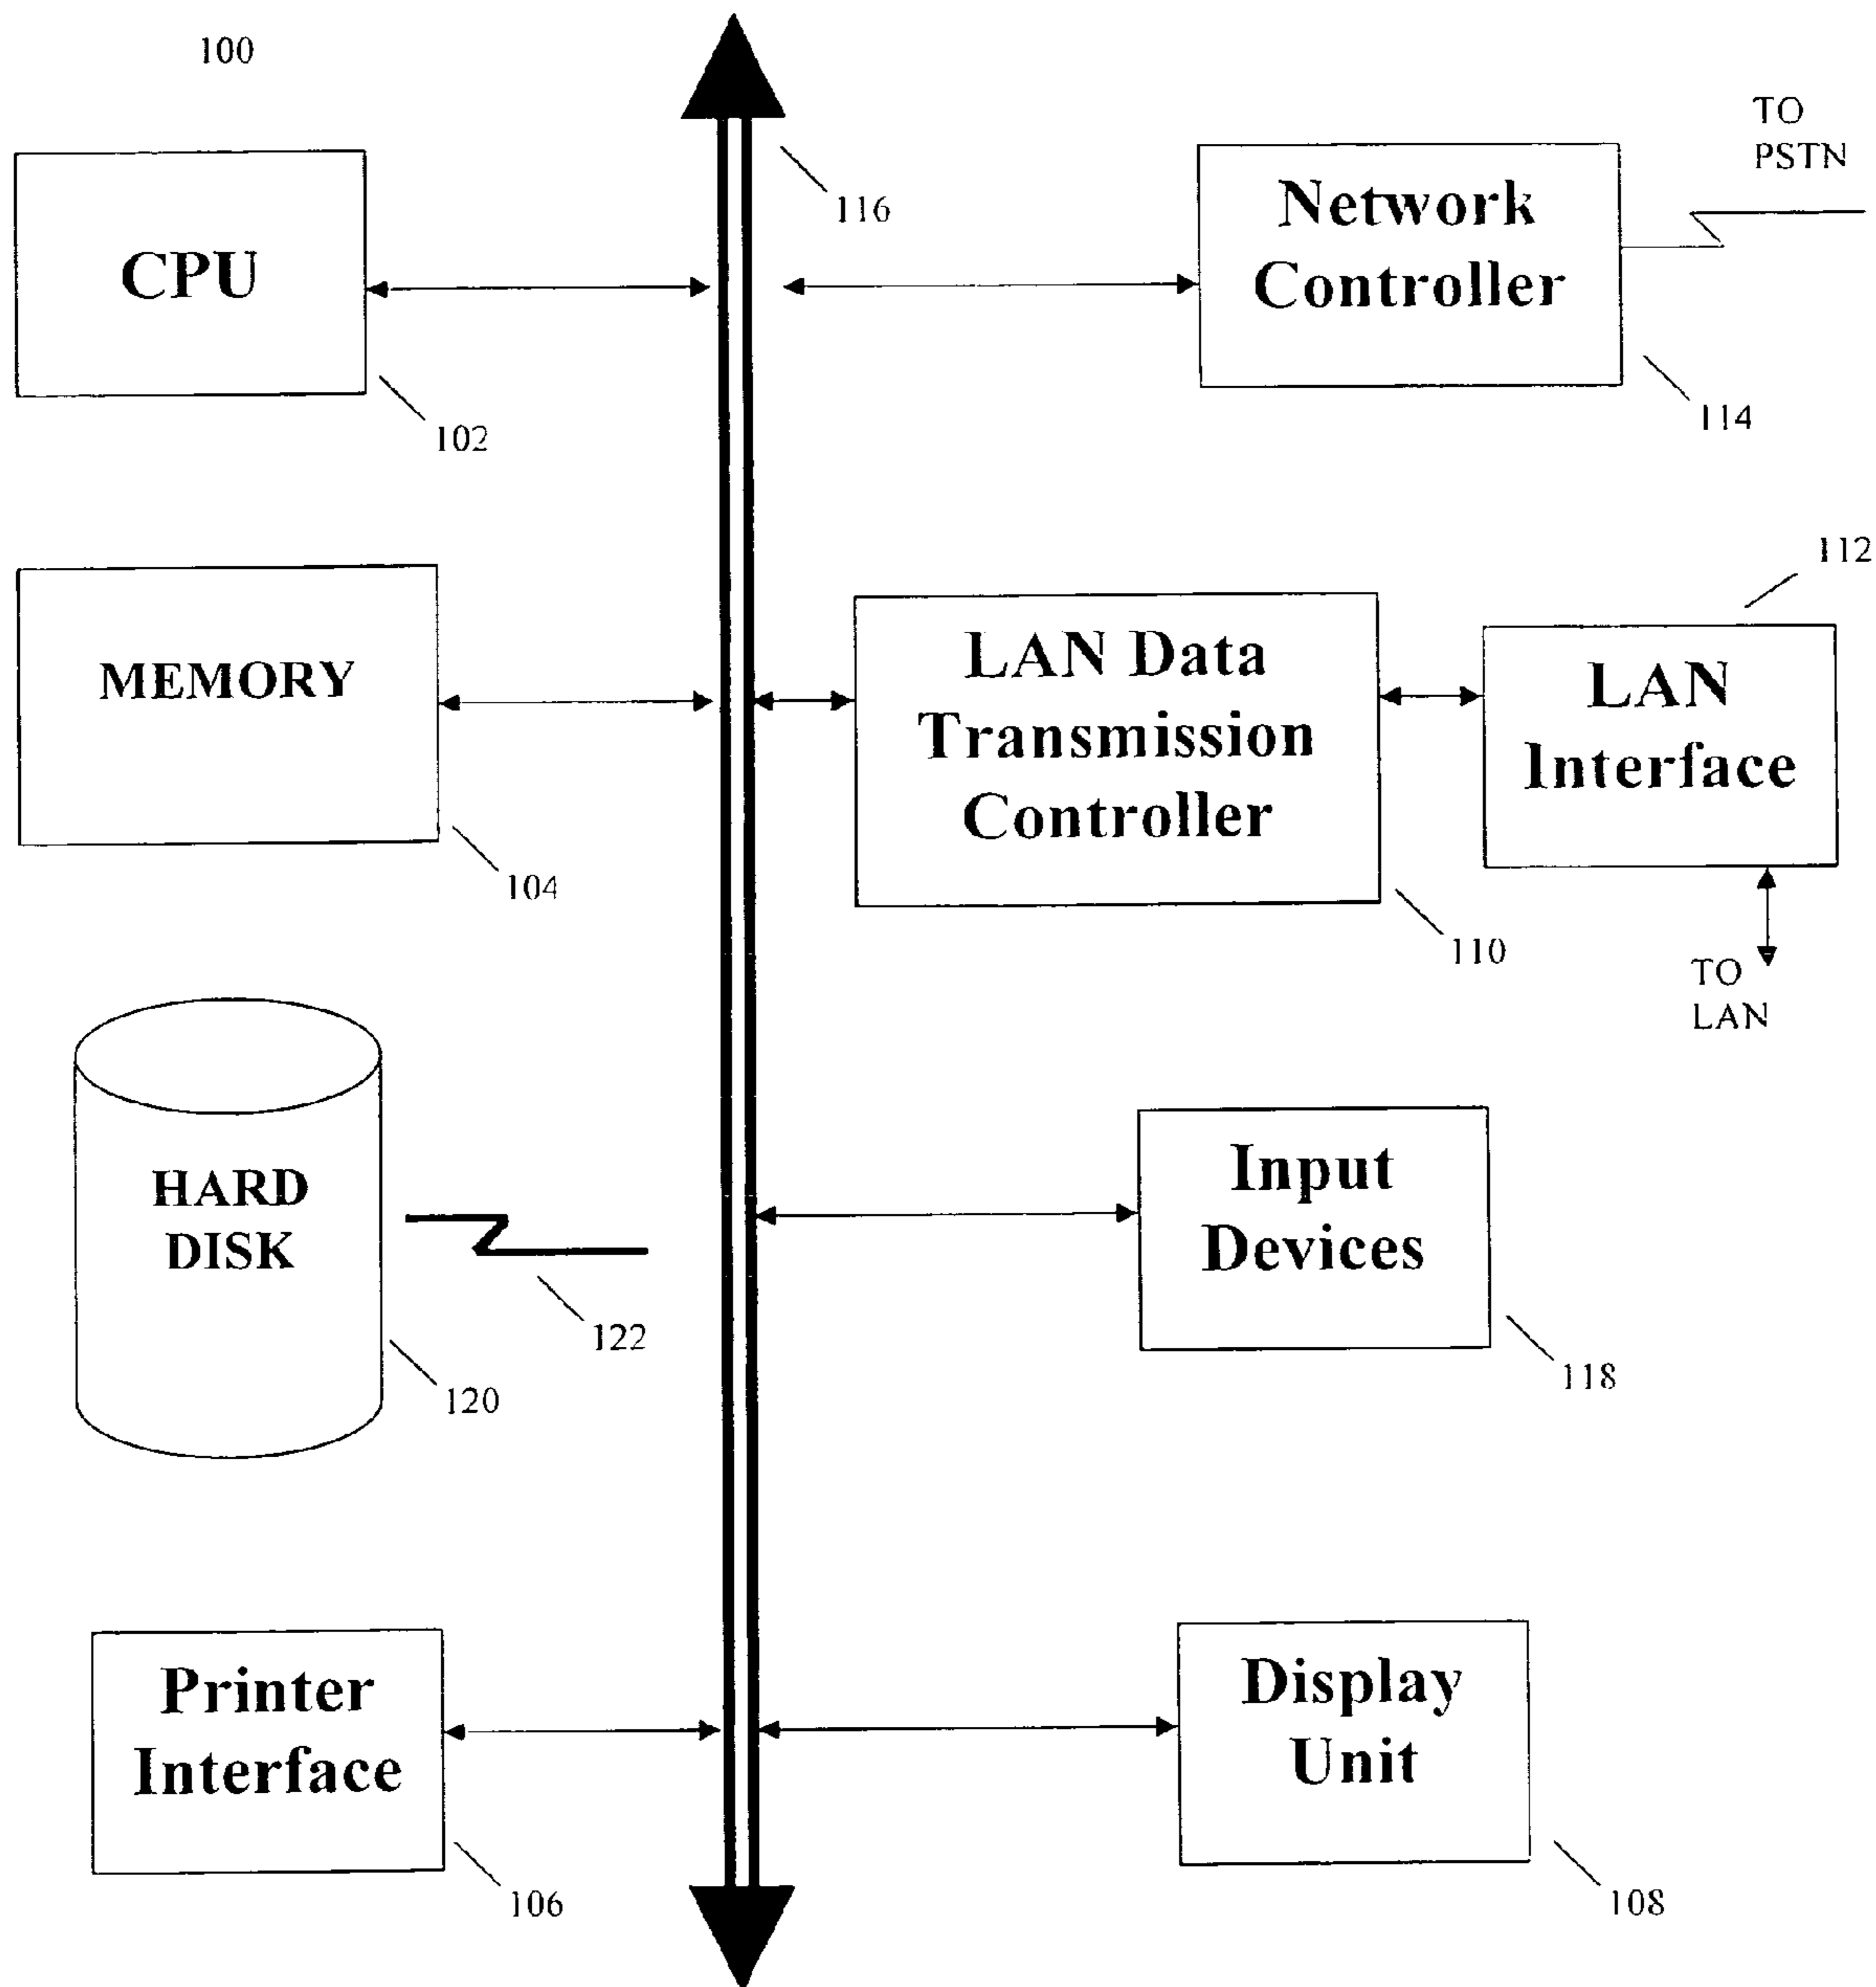 100
TO
PSTN
CPU
116
Network
Controller
102
114
112
MEMORY
LAN Data
Transmission
Controller
LAN
Interface
104
110
TO
LAN
HARD
DISK
Input
Devices
122
120
118
Printer
Interface
Display
Unit
106
108